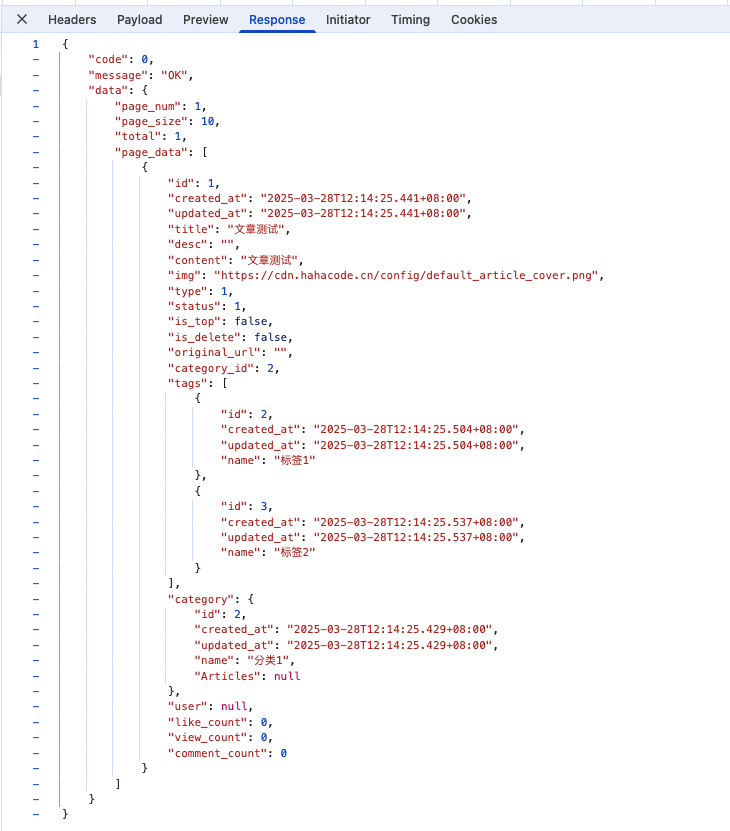 Headers Payload Preview Response Initiator Timing Cookies
1 {
"code": 0,
"message": "OK",
"data": {
"page_num": 1,
"page_size": 10,
"total": 1,
"page_data": [
{
"id": 1,
"created_at": "2025-03-28T12:14:25.441+08:00",
"updated_at": "2025-03-28T12:14:25.441+08:00",
"title": "文章测试",
"desc": "",
"content": "文章测试",
"img": "https://cdn.hahacode.cn/config/default_article_cover.png",
"type": 1,
"status": 1,
"is_top": false,
"is_delete": false,
"original_url": "",
"category_id": 2,
"tags": [
{
"id": 2,
"created_at": "2025-03-28T12:14:25.504+08:00",
"updated_at": "2025-03-28T12:14:25.504+08:00",
"name": "标签1"
},
{
"id": 3,
"created_at": "2025-03-28T12:14:25.537+08:00",
"updated_at": "2025-03-28T12:14:25.537+08:00",
"name": "标签2"
}
],
"category": {
"id": 2,
"created_at": "2025-03-28T12:14:25.429+08:00",
"updated_at": "2025-03-28T12:14:25.429+08:00",
"name": "分类1",
"Articles": null
},
"user": null,
"like_count": 0,
"view_count": 0,
"comment_count": 0
}
]
}
}